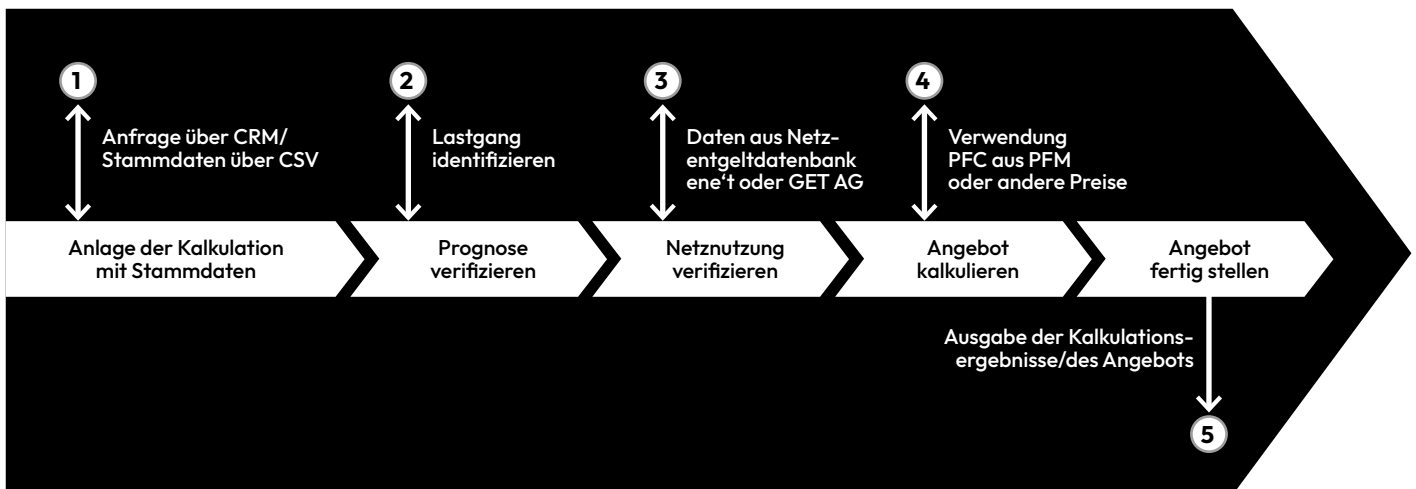 1
Anfrage über CRM/
Stammdaten über CSV
2
Lastgang
identifizieren
3
Daten aus Netz-
entgeltdatenbank
ene‘t oder GET AG
4
Verwendung
PFC aus PFM
oder andere Preise
Anlage der Kalkulation
mit Stammdaten
Prognose
verifizieren
Netznutzung
verifizieren
Angebot
kalkulieren
Angebot
fertig stellen
Ausgabe der Kalkulations-
ergebnisse/des Angebots
5